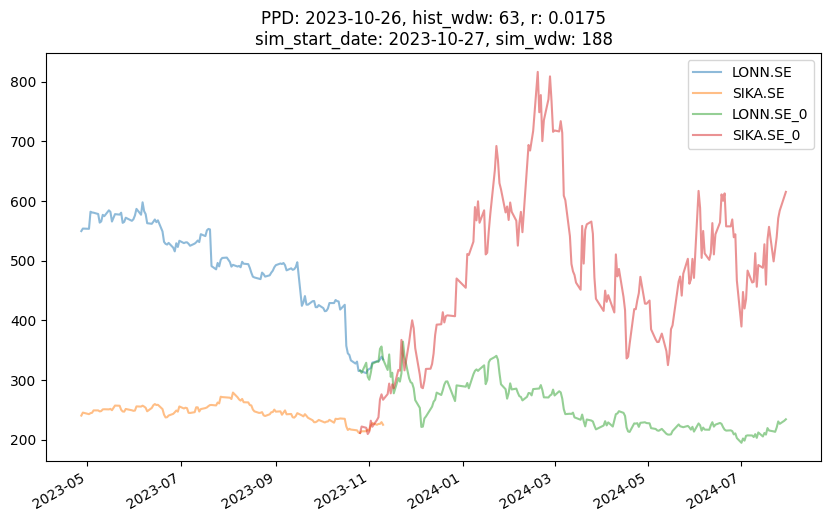 PPD: 2023-10-26, hist_wdw: 63, r: 0.0175
sim_start_date: 2023-10-27, sim_wdw: 188
LONN.SE
SIKA.SE
LONN.SE_0
SIKA.SE_0
800
700
600
500
400
300
200
2023-05
2023-07
2023-09
2023-11
2024-01
2024-03
2024-05
2024-07